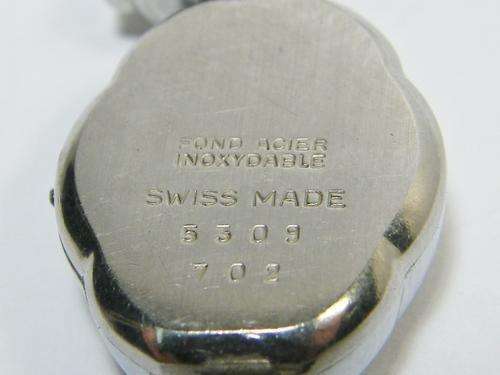 FOND ACIER
INOXYDABLE
SWISS MADE
5309
702